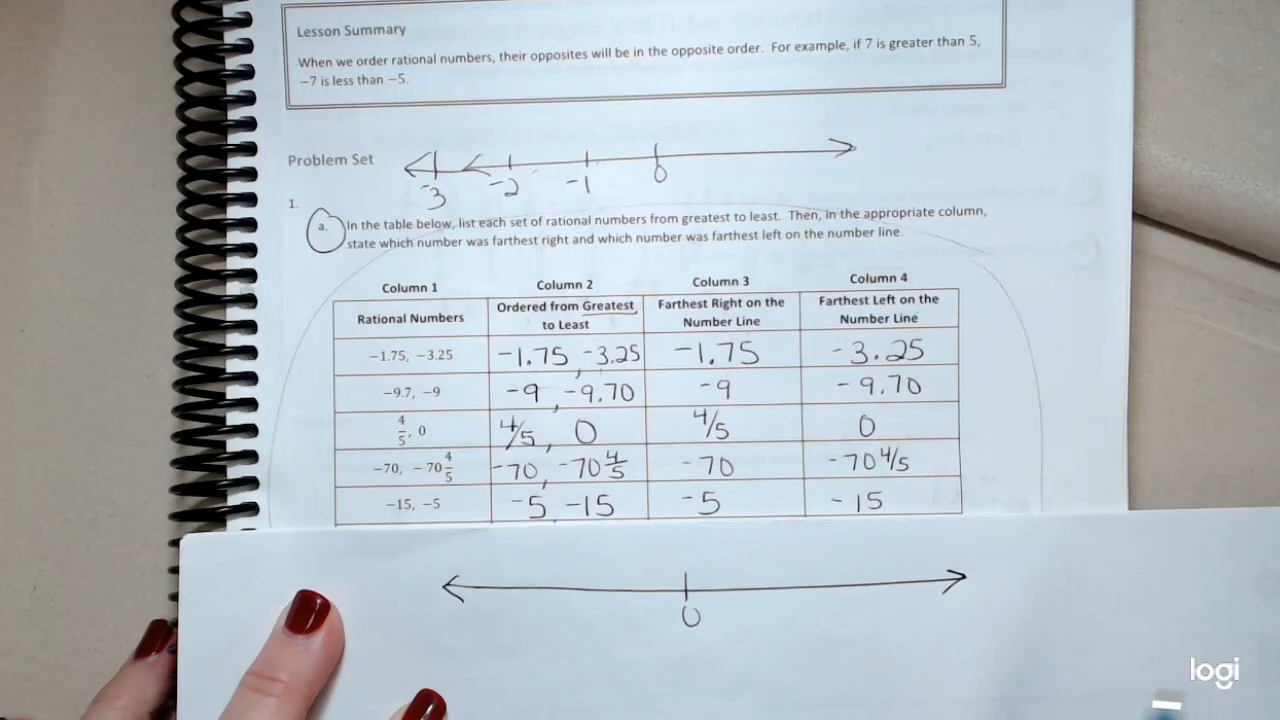 Lesson Summary
When we order rational numbers, their opposites will be in the opposite order. For example, if 7 is greater than 5,
−7 is less than −5.
Problem Set
-3 -2 -1 0
1.
a. In the table below, list each set of rational numbers from greatest to least. Then, in the appropriate column,
state which number was farthest right and which number was farthest left on the number line.
Column 1 Column 2 Column 3 Column 4
Rational Numbers Ordered from Greatest to Least Farthest Right on the Number Line Farthest Left on the Number Line
−1.75, −3.25 -1.75, -3.25 -1.75 -3.25
−9.7, −9 -9, -9.70 -9 -9.70
4/5, 0 4/5, 0 4/5 0
−70, −70 4/5 -70, -70 4/5 -70 -70 4/5
−15, −5 -5, -15 -5 -15
0
logi